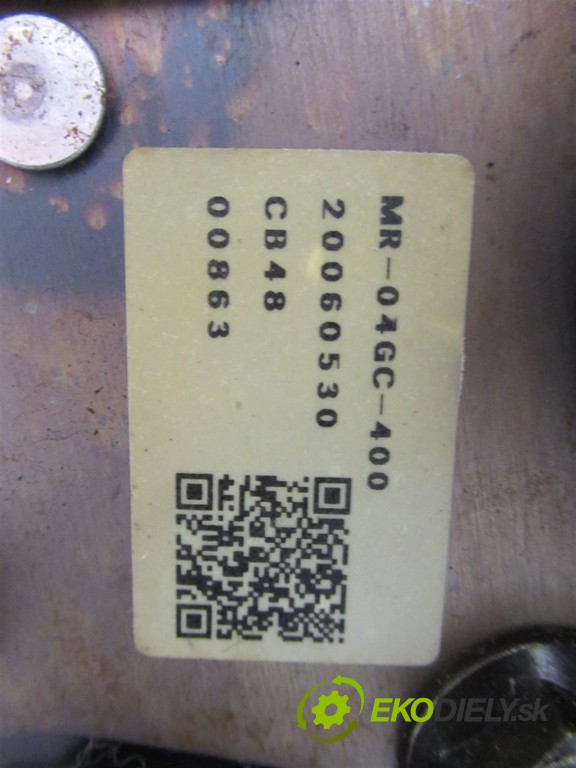 MR-04GC-400
20060530
CB48
00863
EKODIELY.sk